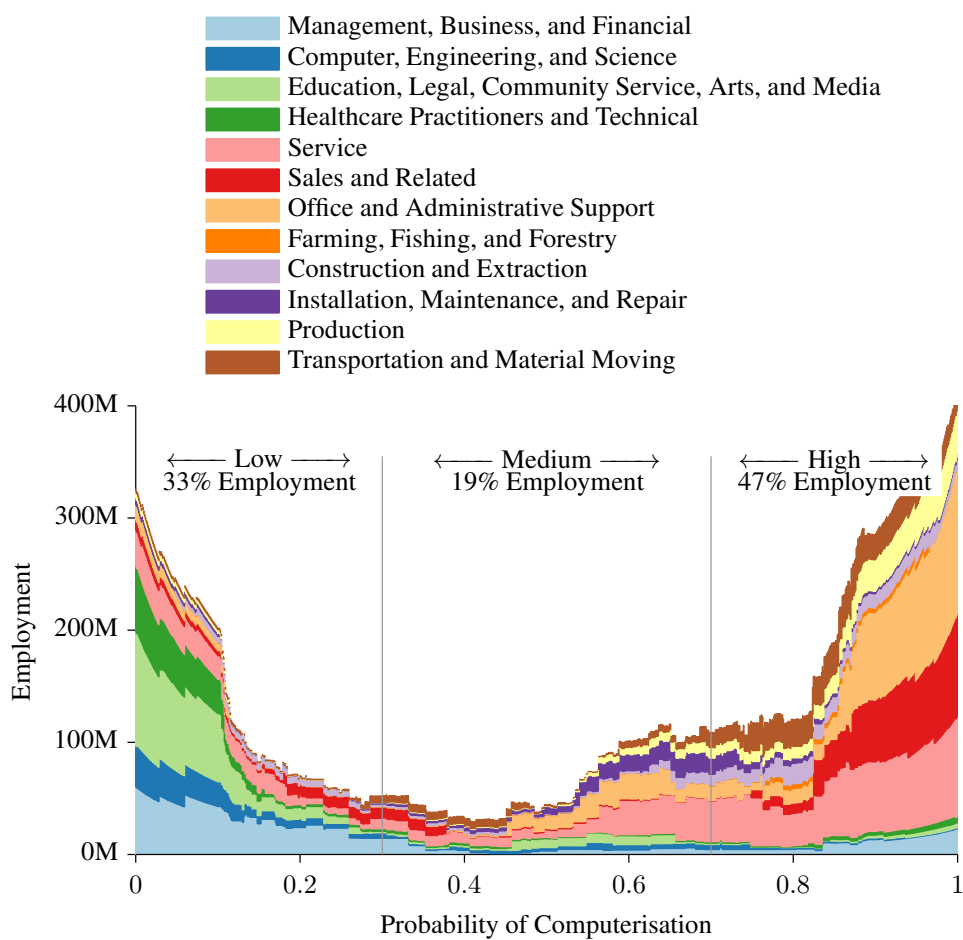 Management, Business, and Financial
Computer, Engineering, and Science
Education, Legal, Community Service, Arts, and Media
Healthcare Practitioners and Technical
Service
Sales and Related
Office and Administrative Support
Farming, Fishing, and Forestry
Construction and Extraction
Installation, Maintenance, and Repair
Production
Transportation and Material Moving
400M
←— Low —→ ←— Medium —→ ←— High —→
33% Employment 19% Employment 47% Employment
300M
200M
100M
0M
Employment
0 0.2 0.4 0.6 0.8 1
Probability of Computerisation